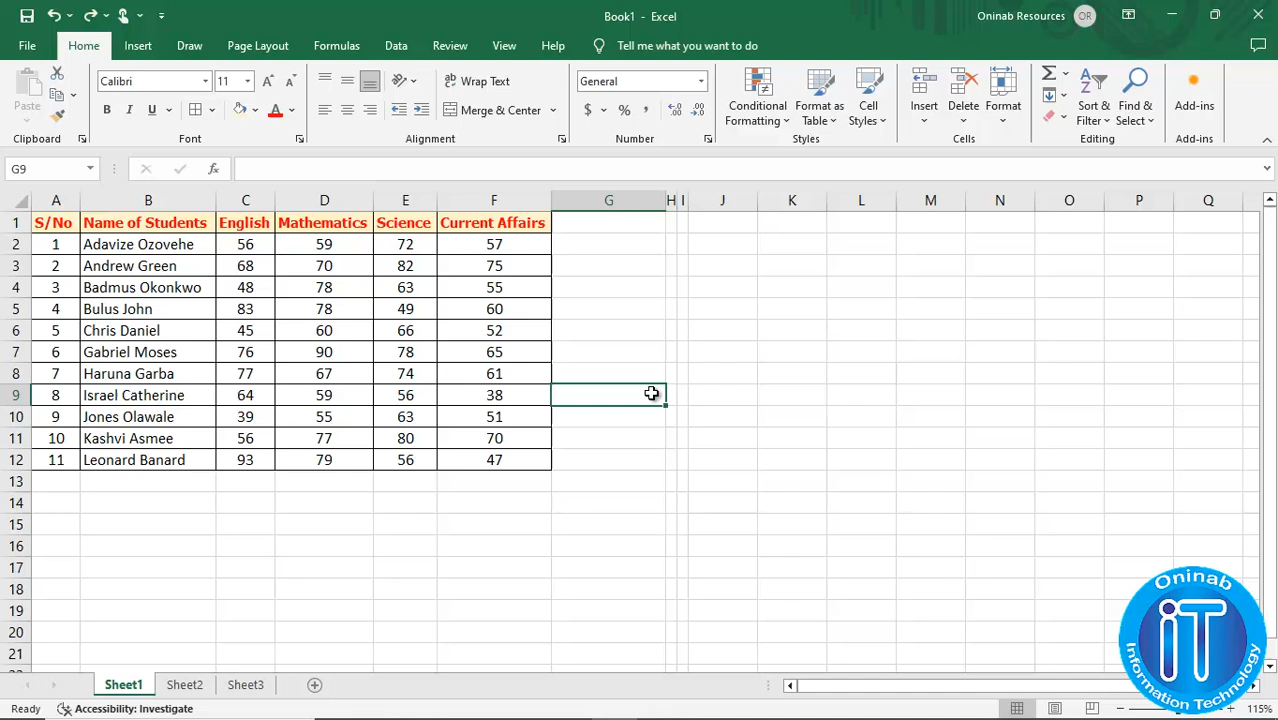 Book1 - Excel
Oninab Resources
OR
File Home Insert Draw Page Layout Formulas Data Review View Help Tell me what you want to do
Paste
Calibri 11
B I U
Wrap Text
Merge & Center
General
$ % ,
Conditional Formatting
Format as Table
Cell Styles
Insert Delete Format
Sort & Filter
Find & Select
Add-ins
Clipboard Font Alignment Number Styles Cells Editing Add-ins
G9 fx
A B C D E F G H I J K L M N O P Q
1 S/No Name of Students English Mathematics Science Current Affairs
2 1 Adavize Ozovehe 56 59 72 57
3 2 Andrew Green 68 70 82 75
4 3 Badmus Okonkwo 48 78 63 55
5 4 Bulus John 83 78 49 60
6 5 Chris Daniel 45 60 66 52
7 6 Gabriel Moses 76 90 78 65
8 7 Haruna Garba 77 67 74 61
9 8 Israel Catherine 64 59 56 38
10 9 Jones Olawale 39 55 63 51
11 10 Kashvi Asmee 56 77 80 70
12 11 Leonard Banard 93 79 56 47
13
14
15
16
17
18
19
20
21
Oninab
iT
Information Technology
Sheet1 Sheet2 Sheet3
Ready Accessibility: Investigate 115%